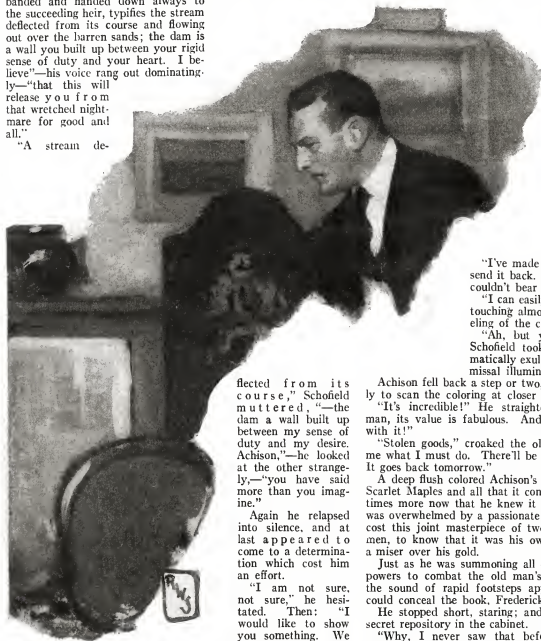 banded and handed down always to
the succeeding heir, typifies the stream
deflected from its course and flowing
out over the barren sands; the dam is
a wall you built up between your rigid
sense of duty and your heart. I be-
lieve"—his voice rang out dominating-
ly—"that this will
release you from
that wretched night-
mare for good and
all."
"A stream de-
flected from its
course," Schofield
muttered, "—the
dam a wall built up
between my sense of
duty and my desire.
Achison,"—he looked
at the other strange-
ly,—"you have said
more than you imag-
ine."
Again he relapsed
into silence, and at
last appeared to
come to a determina-
tion which cost him
an effort.
"I am not sure,
not sure," he hesi-
tated. Then: "I
would like to show
you something. We
"I've made
send it back.
couldn't bear
"I can easil
touching almo
eling of the c
"Ah, but
Schofield took
matically exul
missal illumin
Achison fell back a step or two
ly to scan the coloring at closer
"It's incredible!" He straight
man, its value is fabulous. And
with it!"
"Stolen goods," croaked the ol
me what I must do. There'll be
It goes back tomorrow."
A deep flush colored Achison's
Scarlet Maples and all that it con
times more now that he knew it
was overwhelmed by a passionate
cost this joint masterpiece of tw
men, to know that it was his ow
a miser over his gold.
Just as he was summoning all
powers to combat the old man's
the sound of rapid footsteps ap
could conceal the book, Frederick
He stopped short, staring; and
secret repository in the cabinet.
"Why, I never saw that bef
RWS